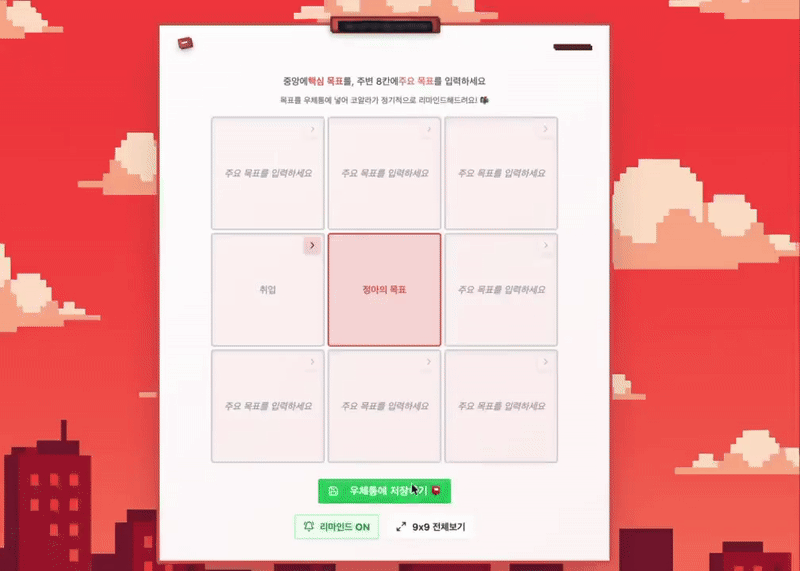 중앙에핵심 목표를, 주변 8칸에주요 목표를 입력하세요
목표를 우체통에 넣어 코알라가 정기적으로 리마인드해드려요!
주요 목표를 입력하세요
주요 목표를 입력하세요
주요 목표를 입력하세요
취업
정아의 목표
주요 목표를 입력하세요
주요 목표를 입력하세요
주요 목표를 입력하세요
주요 목표를 입력하세요
우체통에 저장하기
리마인드 ON
9x9 전체보기